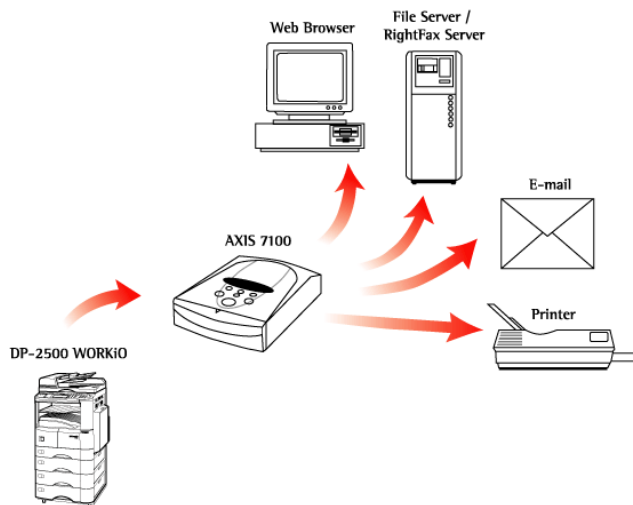 Web Browser
File Server /
RightFax Server
E-mail
AXIS 7100
Printer
DP-2500 WORKiO